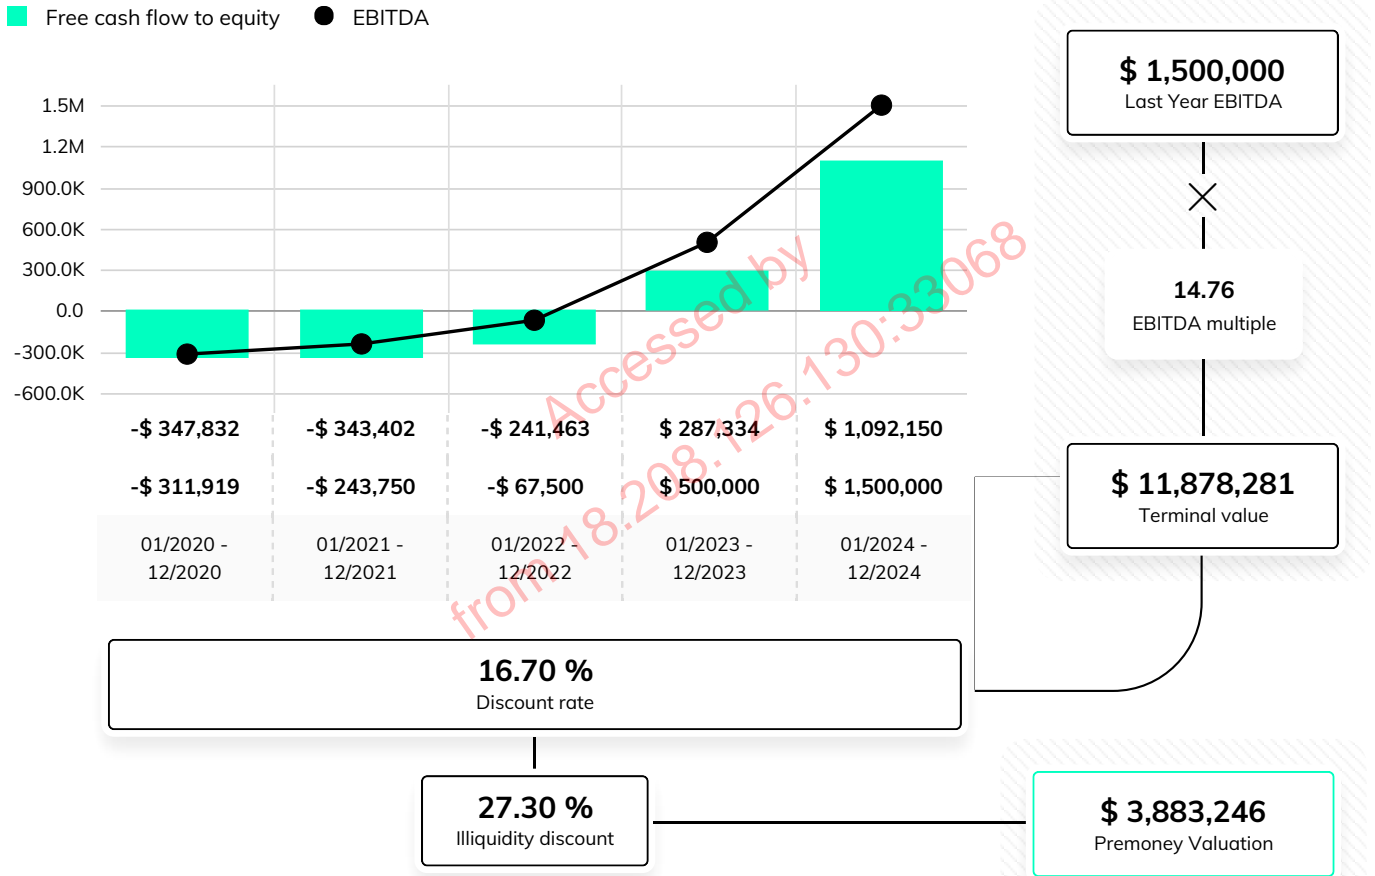 Free cash flow to equity EBITDA
1.5M
1.2M
900.0K
600.0K
300.0K
0.0
-300.0K
-600.0K
-$ 347,832 -$ 343,402 -$ 241,463 $ 287,334 $ 1,092,150
-$ 311,919 -$ 243,750 -$ 67,500 $ 500,000 $ 1,500,000
01/2020 - 01/2021 - 01/2022 - 01/2023 - 01/2024 -
12/2020 12/2021 12/2022 12/2023 12/2024
$ 1,500,000
Last Year EBITDA
14.76
EBITDA multiple
$ 11,878,281
Terminal value
16.70 %
Discount rate
27.30 %
Illiquidity discount
$ 3,883,246
Premoney Valuation
Accessed by
from 18.208.126.130:33068